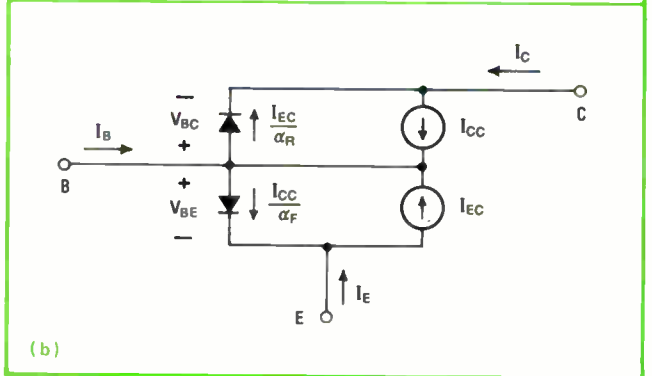 I_C
C
−
V_BC
+
I_EC / α_R
I_CC
I_B
B
+
V_BE
−
I_CC / α_F
I_EC
I_E
E
(b)